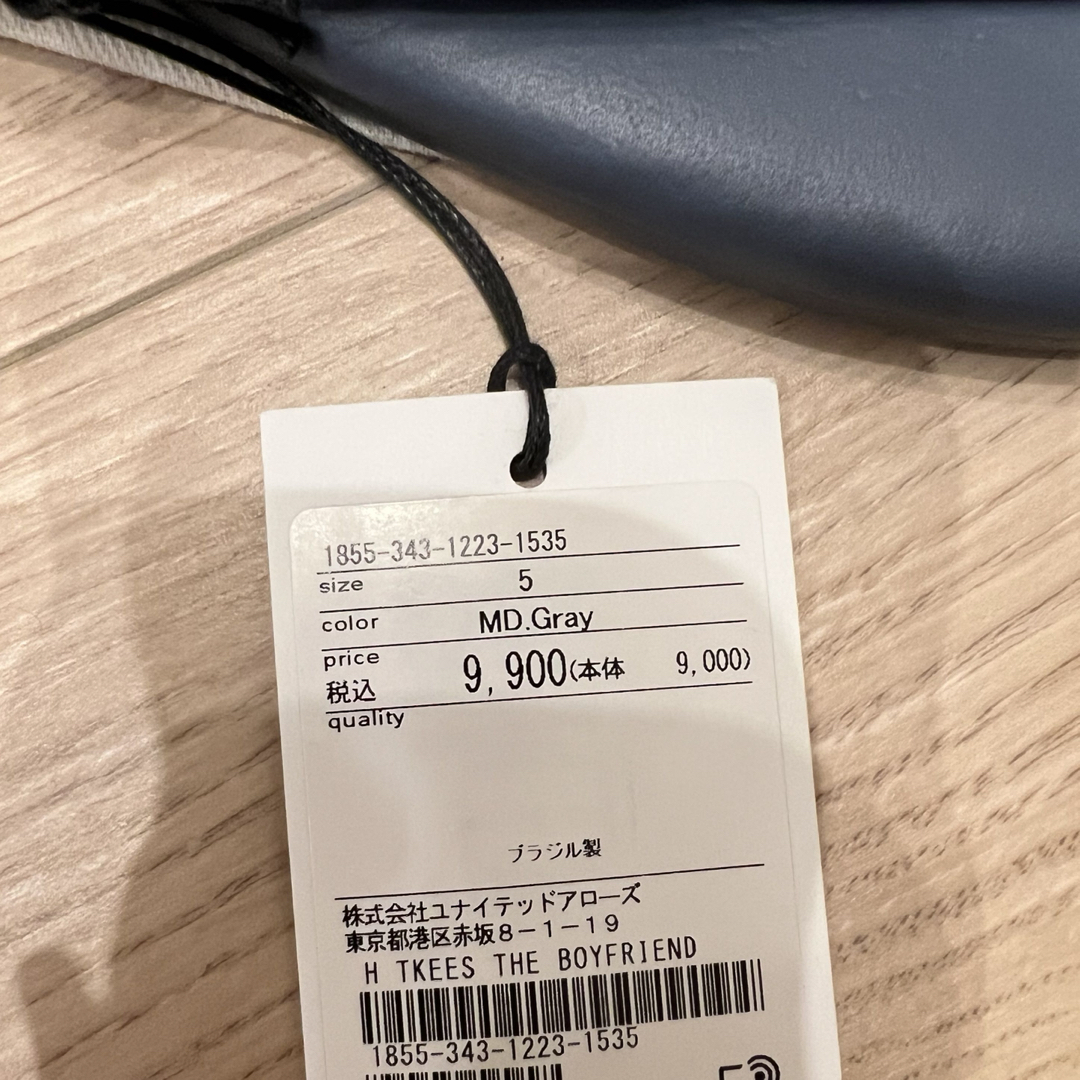 1855-343-1223-1535
size 5
color MD.Gray
price
税込 9,900(本体 9,000)
quality
ブラジル製
株式会社ユナイテッドアローズ
東京都港区赤坂8-1-19
H TKEES THE BOYFRIEND
1855-343-1223-1535